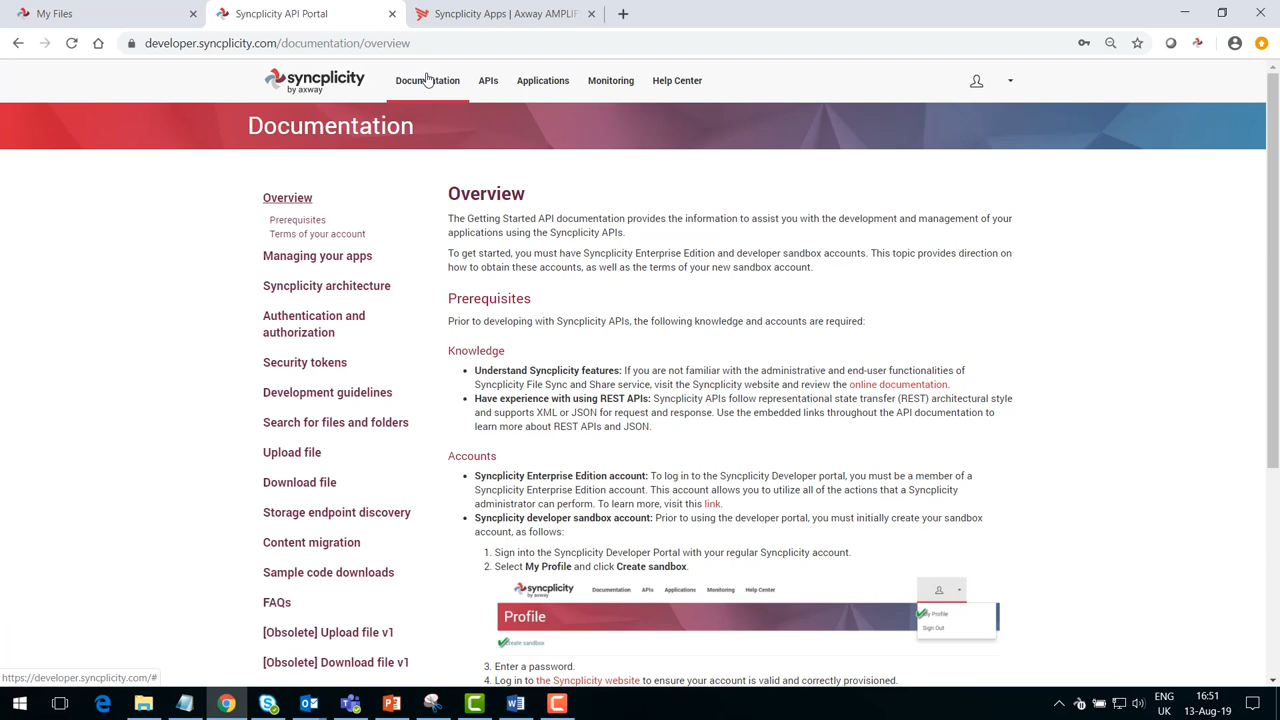 My Files
Syncplicity API Portal
Syncplicity Apps | Axway AMPLIF
developer.syncplicity.com/documentation/overview
syncplicity
by axway
Documentation
APIs
Applications
Monitoring
Help Center
Documentation
Overview
Prerequisites
Terms of your account
Managing your apps
Syncplicity architecture
Authentication and
authorization
Security tokens
Development guidelines
Search for files and folders
Upload file
Download file
Storage endpoint discovery
Content migration
Sample code downloads
FAQs
[Obsolete] Upload file v1
[Obsolete] Download file v1
Overview
The Getting Started API documentation provides the information to assist you with the development and management of your
applications using the Syncplicity APIs.
To get started, you must have Syncplicity Enterprise Edition and developer sandbox accounts. This topic provides direction on
how to obtain these accounts, as well as the terms of your new sandbox account.
Prerequisites
Prior to developing with Syncplicity APIs, the following knowledge and accounts are required:
Knowledge
• Understand Syncplicity features: If you are not familiar with the administrative and end-user functionalities of
Syncplicity File Sync and Share service, visit the Syncplicity website and review the online documentation.
• Have experience with using REST APIs: Syncplicity APIs follow representational state transfer (REST) architectural style
and supports XML or JSON for request and response. Use the embedded links throughout the API documentation to
learn more about REST APIs and JSON.
Accounts
• Syncplicity Enterprise Edition account: To log in to the Syncplicity Developer portal, you must be a member of a
Syncplicity Enterprise Edition account. This account allows you to utilize all of the actions that a Syncplicity
administrator can perform. To learn more, visit this link.
• Syncplicity developer sandbox account: Prior to using the developer portal, you must initially create your sandbox
account, as follows:
1. Sign into the Syncplicity Developer Portal with your regular Syncplicity account.
2. Select My Profile and click Create sandbox.
syncplicity
by axway
Documentation
APIs
Applications
Monitoring
Help Center
Profile
My Profile
Sign Out
Create sandbox
3. Enter a password.
4. Log in to the Syncplicity website to ensure your account is valid and correctly provisioned.
https://developer.syncplicity.com/#
ENG
UK
16:51
13-Aug-19